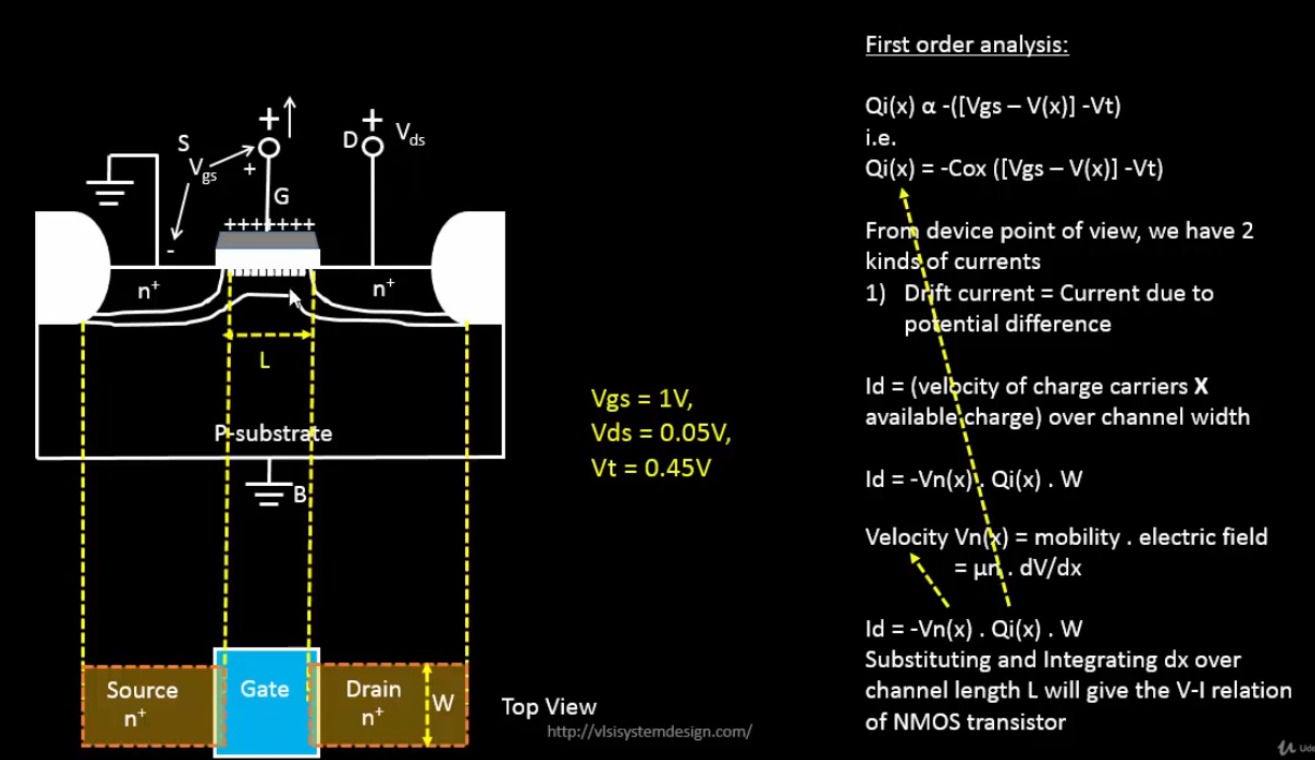 First order analysis:
Qi(x) α -([Vgs – V(x)] -Vt)
i.e.
Qi(x) = -Cox ([Vgs – V(x)] -Vt)
From device point of view, we have 2
kinds of currents
1) Drift current = Current due to
potential difference
Id = (velocity of charge carriers X
available charge) over channel width
Id = -Vn(x) . Qi(x) . W
Velocity Vn(x) = mobility . electric field
= μn . dV/dx
Id = -Vn(x) . Qi(x) . W
Substituting and Integrating dx over
channel length L will give the V-I relation
of NMOS transistor
S
Vgs
+
+
-
G
+
D
Vds
+++++++
n+
n+
L
P-substrate
B
Vgs = 1V,
Vds = 0.05V,
Vt = 0.45V
Source
n+
Gate
Drain
n+
W
Top View
http://vlsisystemdesign.com/